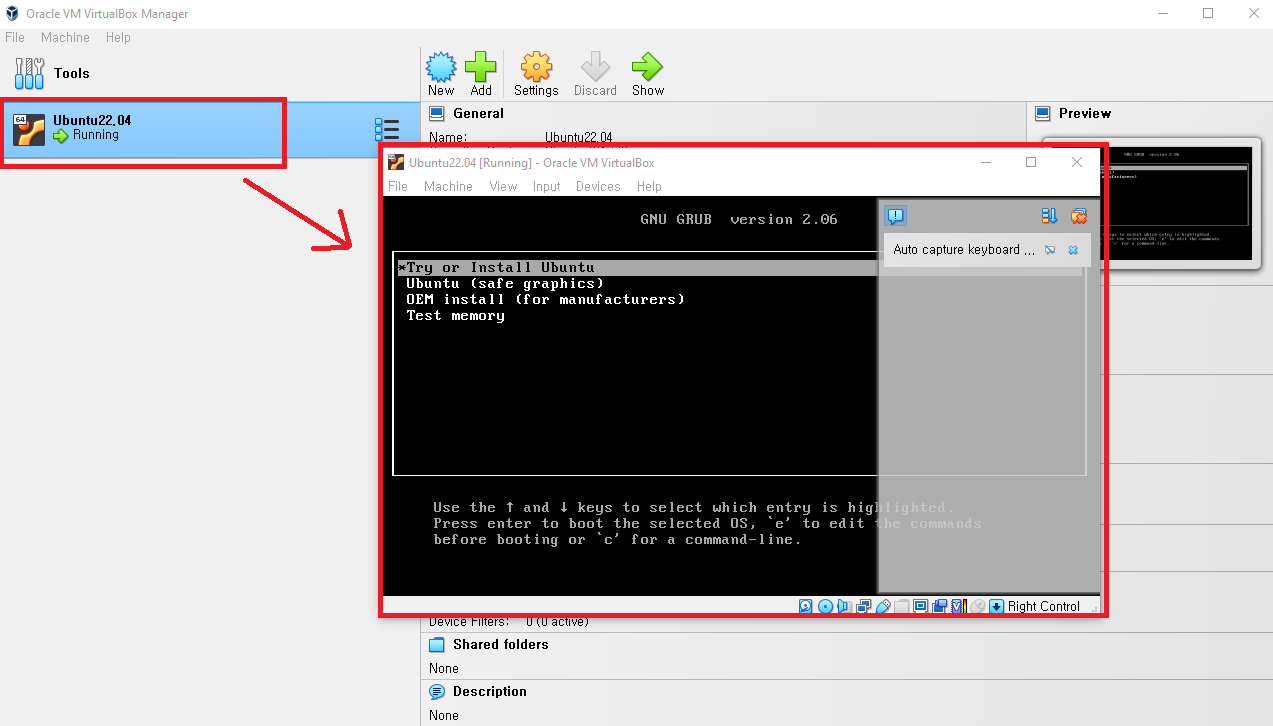 Oracle VM VirtualBox Manager
File Machine Help
Tools
New Add Settings Discard Show
64
Ubuntu22.04
Running
General
Name: Ubuntu22.04
Preview
Ubuntu22.04 [Running] - Oracle VM VirtualBox
File Machine View Input Devices Help
GNU GRUB version 2.06
Auto capture keyboard ...
*Try or Install Ubuntu
Ubuntu (safe graphics)
OEM install (for manufacturers)
Test memory
Use the ↑ and ↓ keys to select which entry is highlighted.
Press enter to boot the selected OS, `e' to edit the commands
before booting or `c' for a command-line.
Right Control
Device Filters: 0 (0 active)
Shared folders
None
Description
None